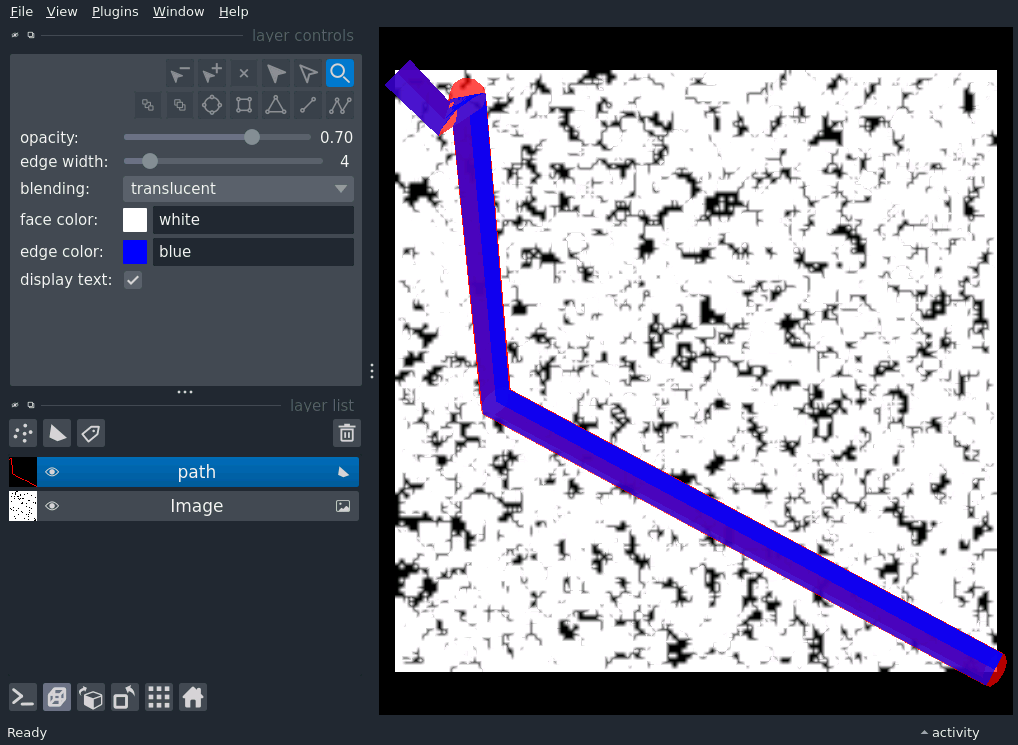 File View Plugins Window Help
layer controls
opacity: 0.70
edge width: 4
blending: translucent
face color: white
edge color: blue
display text:
layer list
path
Image
Ready activity